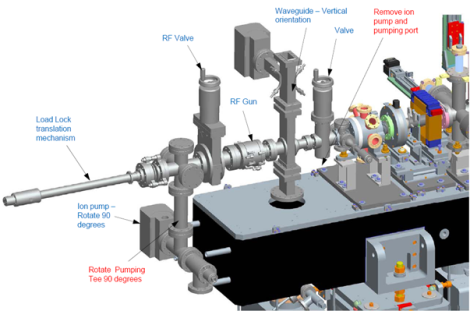 Waveguide – Vertical
orientation
Remove ion
pump and
pumping port
RF Valve
Valve
RF Gun
Load Lock
translation
mechanism
Ion pump –
Rotate 90
degrees
Rotate Pumping
Tee 90 degrees